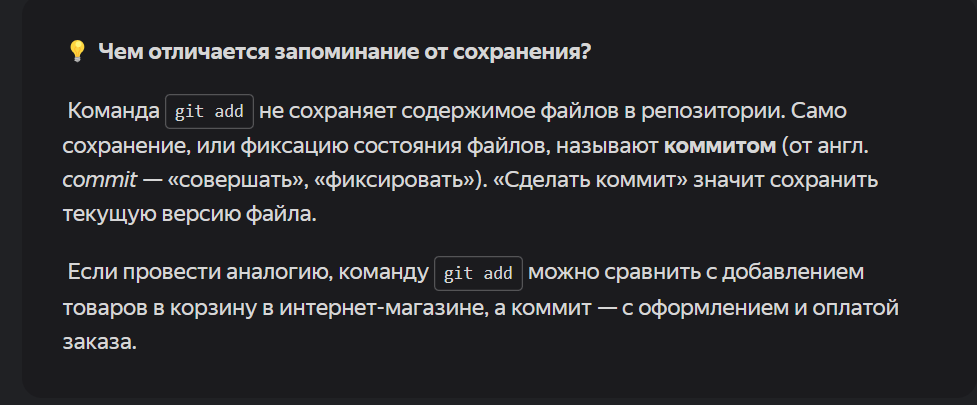 💡 Чем отличается запоминание от сохранения?
Команда git add не сохраняет содержимое файлов в репозитории. Само
сохранение, или фиксацию состояния файлов, называют коммитом (от англ.
commit — «совершать», «фиксировать»). «Сделать коммит» значит сохранить
текущую версию файла.
Если провести аналогию, команду git add можно сравнить с добавлением
товаров в корзину в интернет-магазине, а коммит — с оформлением и оплатой
заказа.